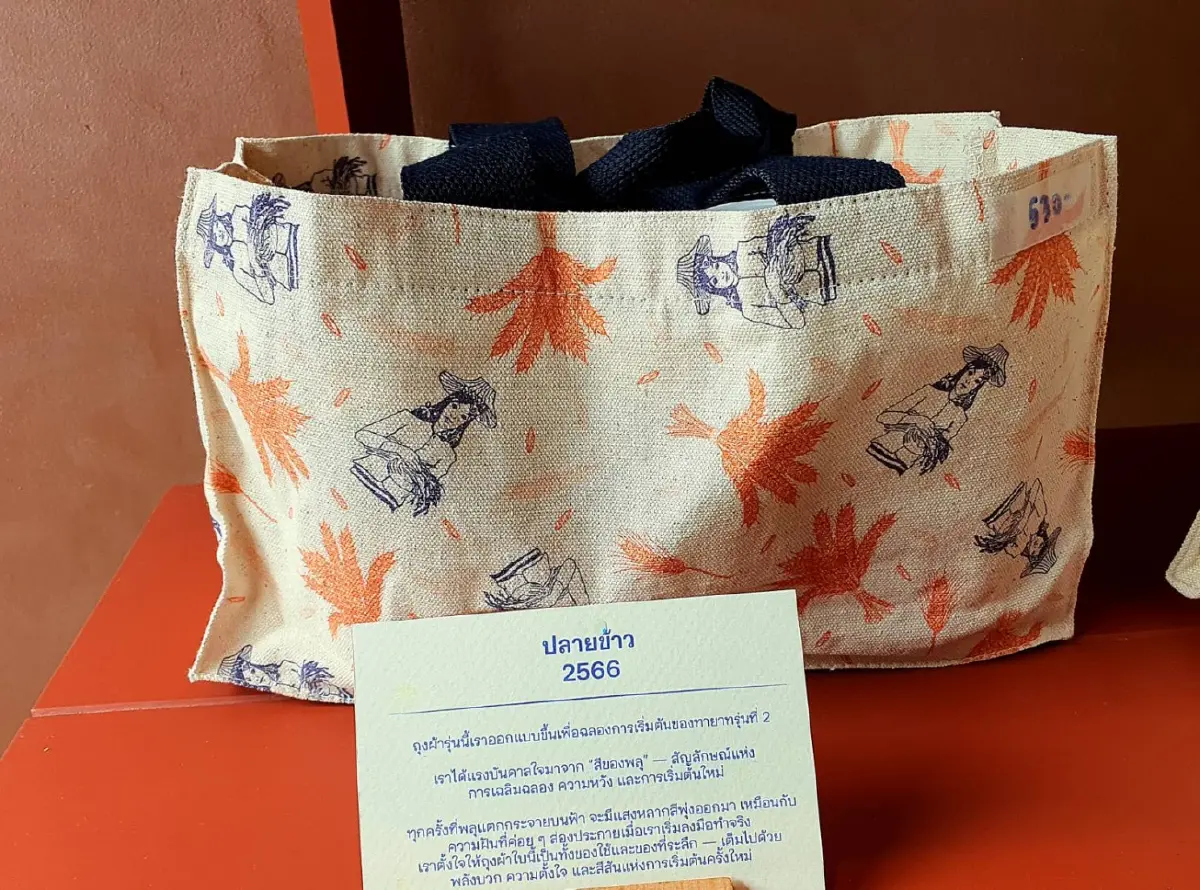 ปลายข้าว
2566
ถุงผ้ารุ่นนี้เราออกแบบขึ้นเพื่อฉลองการเริ่มต้นของทายาทรุ่นที่ 2
เราได้แรงบันดาลใจมาจาก “สีของพลุ” — สัญลักษณ์แห่ง
การเฉลิมฉลอง ความหวัง และการเริ่มต้นใหม่
ทุกครั้งที่พลุแตกกระจายบนฟ้า จะมีแสงหลากสีพุ่งออกมา เหมือนกับ
ความฝันที่ค่อย ๆ ส่องประกายเมื่อเราเริ่มลงมือทำจริง
เราตั้งใจให้ถุงผ้าใบนี้เป็นทั้งของใช้และของที่ระลึก — เต็มไปด้วย
พลังบวก ความตั้งใจ และสีสันแห่งการเริ่มต้นครั้งใหม่